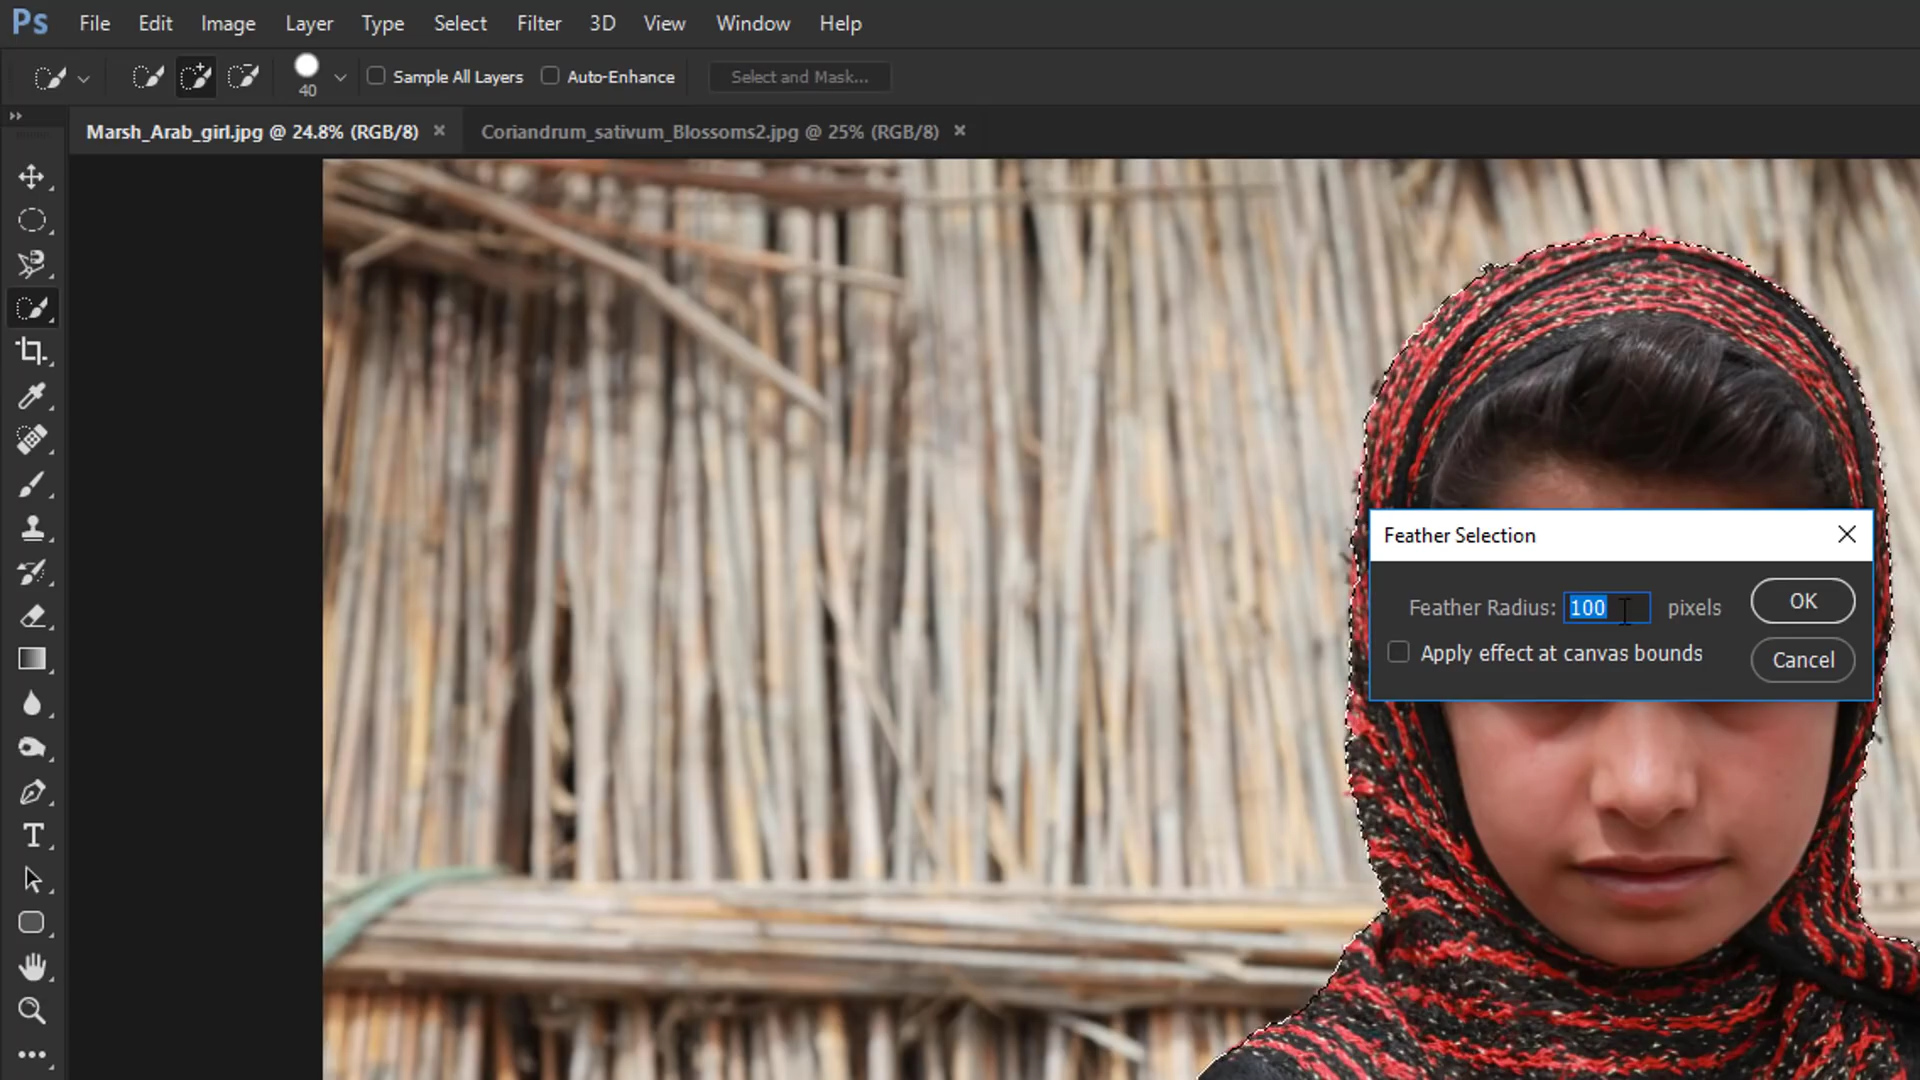 Ps File Edit Image Layer Type Select Filter 3D View Window Help
40 Sample All Layers Auto-Enhance Select and Mask...
Marsh_Arab_girl.jpg @ 24.8% (RGB/8) × Coriandrum_sativum_Blossoms2.jpg @ 25% (RGB/8) ×
Feather Selection
Feather Radius: 100 pixels OK
Apply effect at canvas bounds Cancel